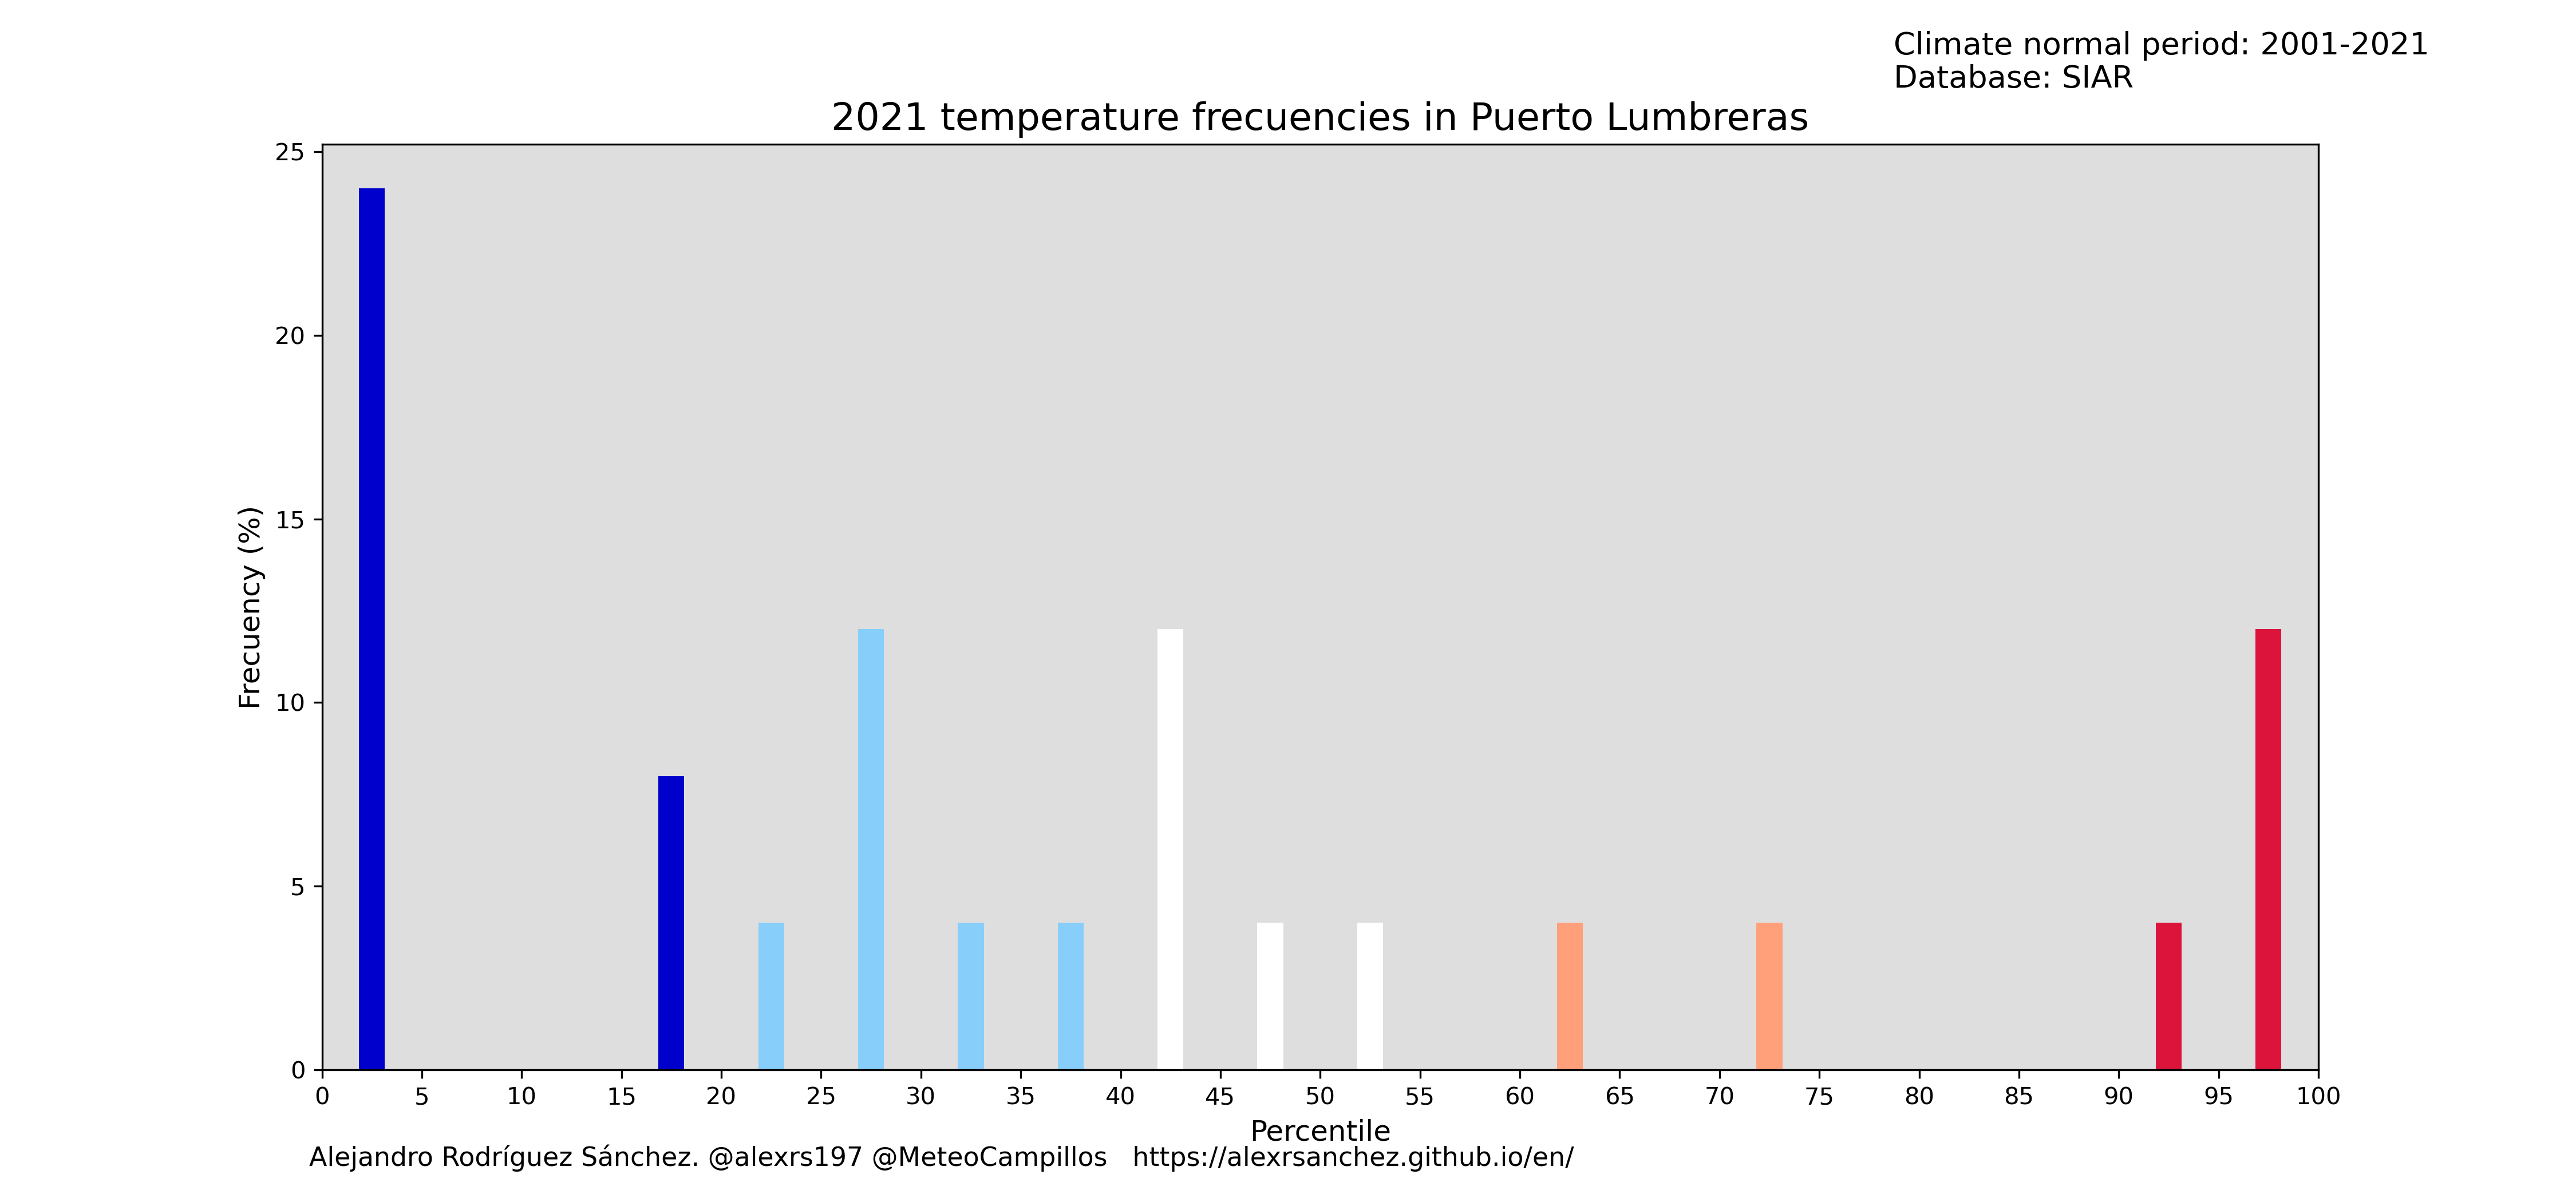 Climate normal period: 2001-2021
Database: SIAR
2021 temperature frecuencies in Puerto Lumbreras
Frecuency (%)
25
20
15
10
5
0
0 5 10 15 20 25 30 35 40 45 50 55 60 65 70 75 80 85 90 95 100
Percentile
Alejandro Rodríguez Sánchez. @alexrs197 @MeteoCampillos https://alexrsanchez.github.io/en/